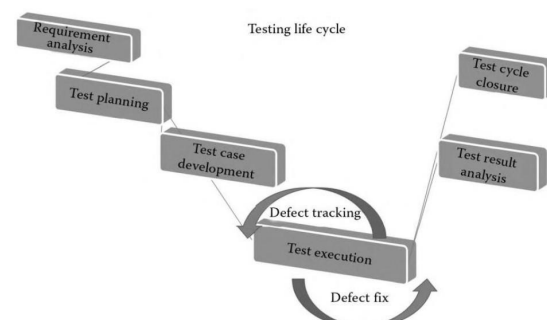 Testing life cycle
Requirement
analysis
Test planning
Test case
development
Defect tracking
Test execution
Defect fix
Test result
analysis
Test cycle
closure